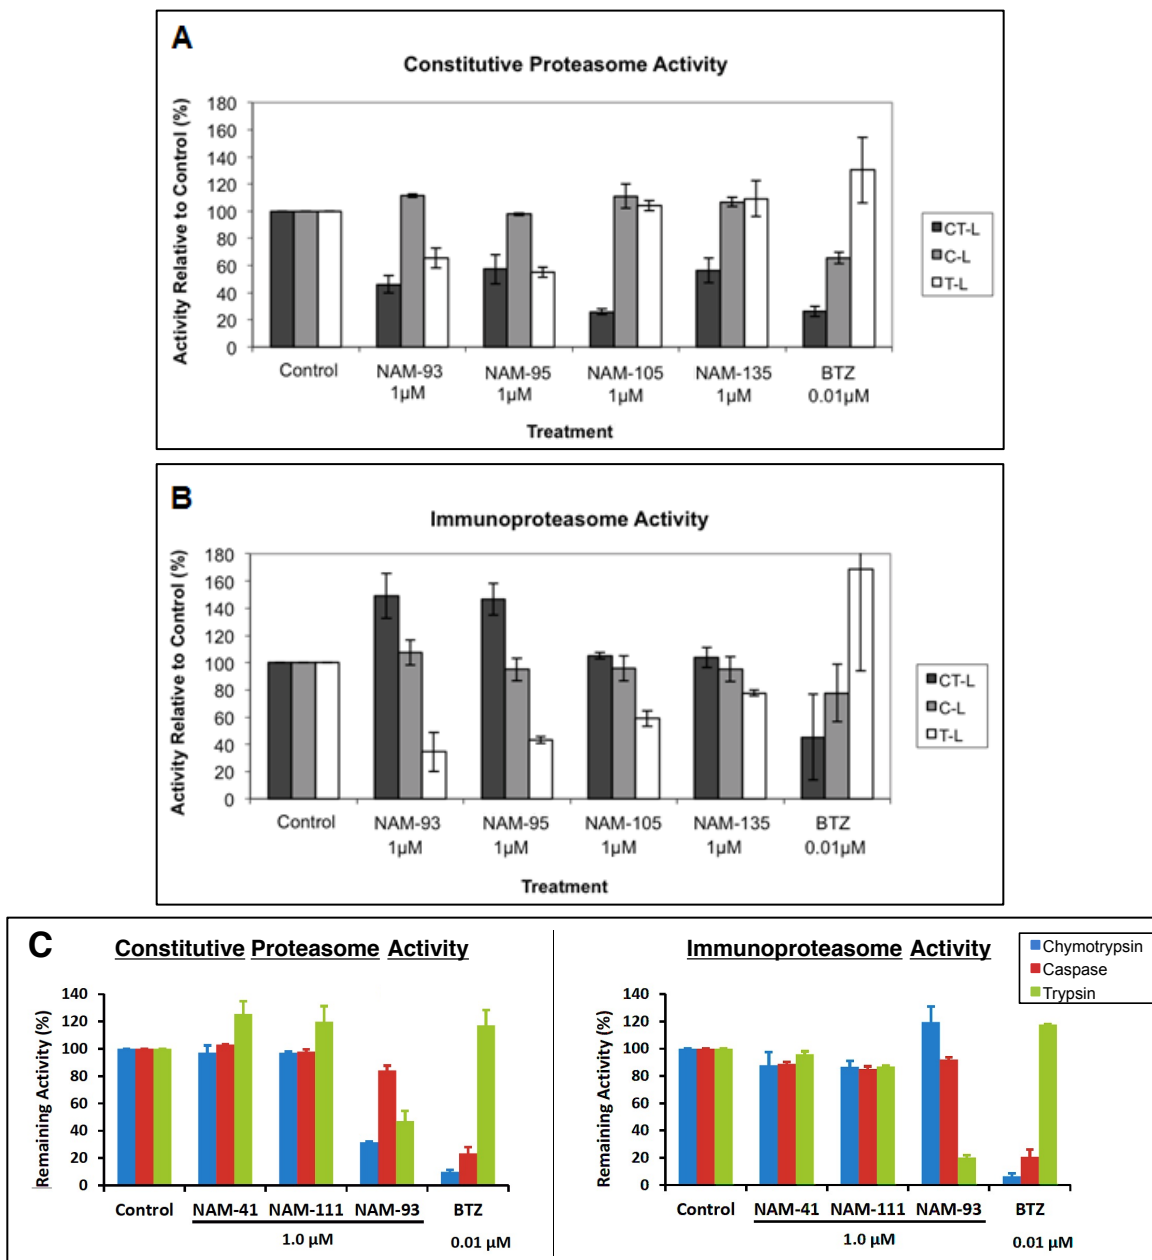 A
Constitutive Proteasome Activity
Activity Relative to Control (%)
180
160
140
120
100
80
60
40
20
0
Control NAM-93 NAM-95 NAM-105 NAM-135 BTZ
1µM 1µM 1µM 1µM 0.01µM
Treatment
CT-L
C-L
T-L
B
Immunoproteasome Activity
Activity Relative to Control (%)
180
160
140
120
100
80
60
40
20
0
Control NAM-93 NAM-95 NAM-105 NAM-135 BTZ
1µM 1µM 1µM 1µM 0.01µM
Treatment
CT-L
C-L
T-L
C
Constitutive Proteasome Activity
Remaining Activity (%)
140
120
100
80
60
40
20
0
Control NAM-41 NAM-111 NAM-93 BTZ
1.0 µM 0.01 µM
Immunoproteasome Activity
Chymotrypsin
Caspase
Trypsin
Remaining Activity (%)
140
120
100
80
60
40
20
0
Control NAM-41 NAM-111 NAM-93 BTZ
1.0 µM 0.01 µM